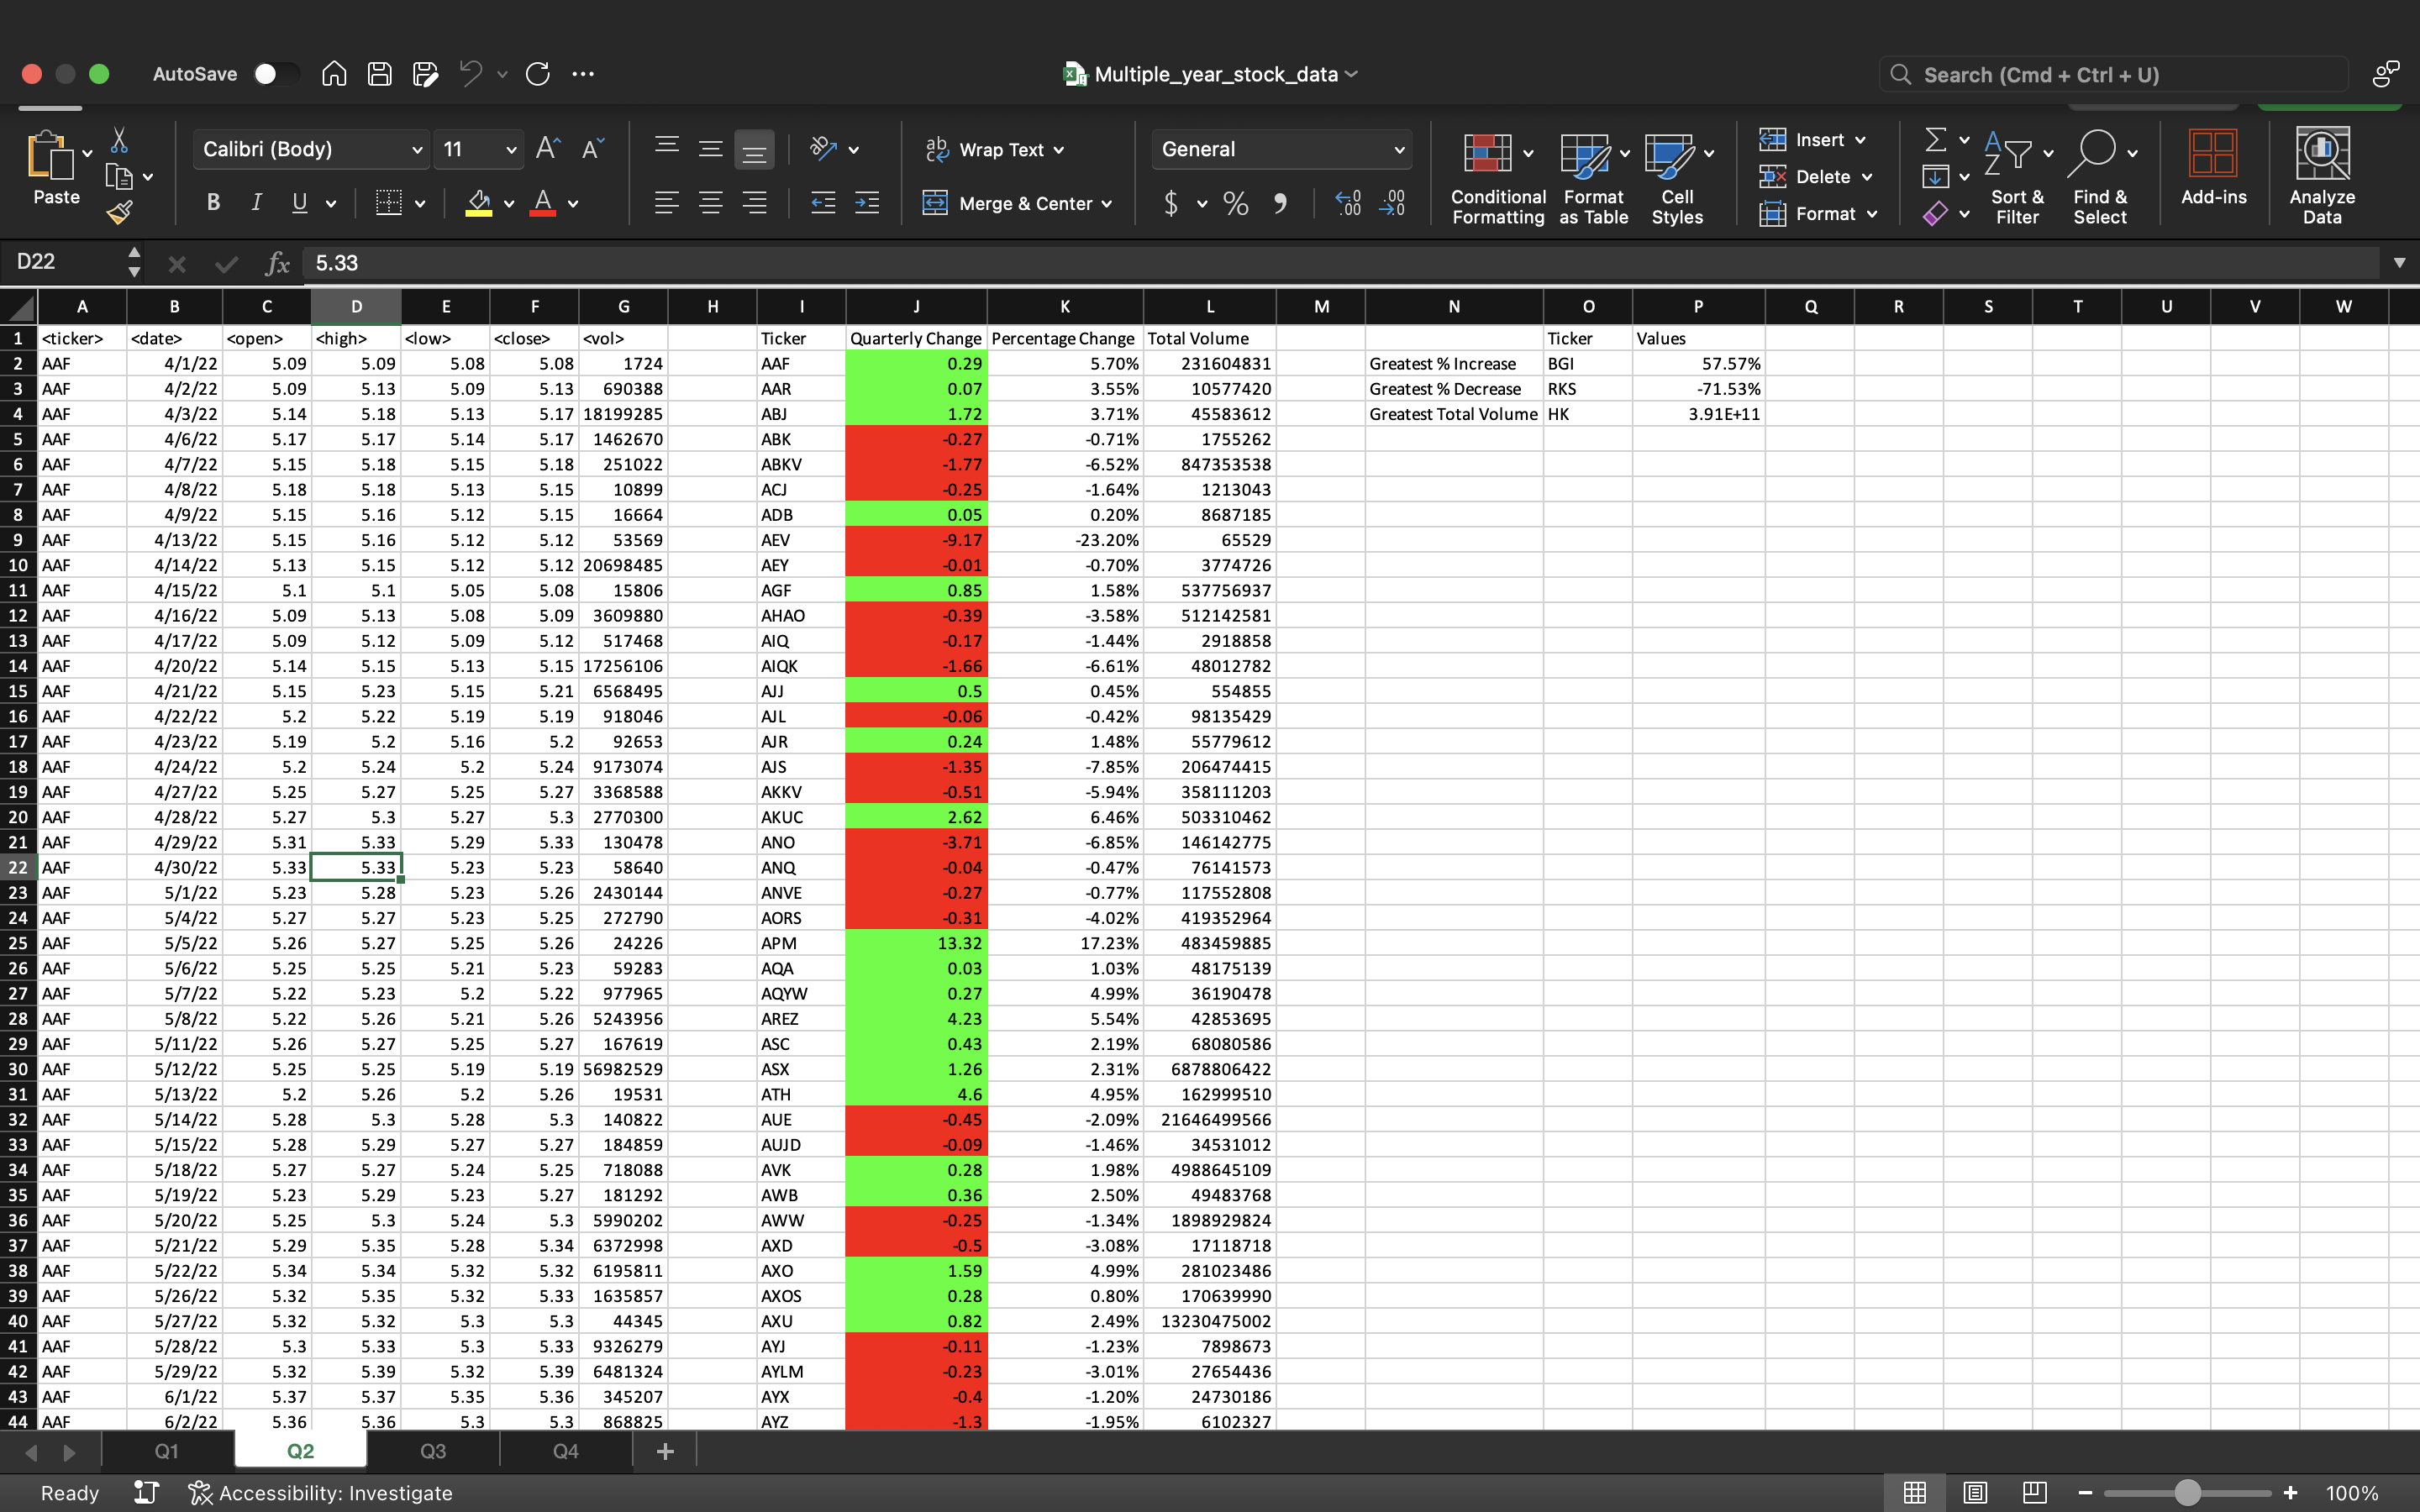 AutoSave
Multiple_year_stock_data
Search (Cmd + Ctrl + U)
Paste
Calibri (Body) 11
Wrap Text
Merge & Center
General
Conditional Formatting
Format as Table
Cell Styles
Insert
Delete
Format
Sort & Filter
Find & Select
Add-ins
Analyze Data
D22 fx 5.33
A B C D E F G H I J K L M N O P Q R S T U V W
1 <ticker> <date> <open> <high> <low> <close> <vol> Ticker Quarterly Change Percentage Change Total Volume Ticker Values
2 AAF 4/1/22 5.09 5.09 5.08 5.08 1724 AAF 0.29 5.70% 231604831 Greatest % Increase BGI 57.57%
3 AAF 4/2/22 5.09 5.13 5.09 5.13 690388 AAR 0.07 3.55% 10577420 Greatest % Decrease RKS -71.53%
4 AAF 4/3/22 5.14 5.18 5.13 5.17 18199285 ABJ 1.72 3.71% 45583612 Greatest Total Volume HK 3.91E+11
5 AAF 4/6/22 5.17 5.17 5.14 5.17 1462670 ABK -0.27 -0.71% 1755262
6 AAF 4/7/22 5.15 5.18 5.15 5.18 251022 ABKV -1.77 -6.52% 847353538
7 AAF 4/8/22 5.18 5.18 5.13 5.15 10899 ACJ -0.25 -1.64% 1213043
8 AAF 4/9/22 5.15 5.16 5.12 5.15 16664 ADB 0.05 0.20% 8687185
9 AAF 4/13/22 5.15 5.16 5.12 5.12 53569 AEV -9.17 -23.20% 65529
10 AAF 4/14/22 5.13 5.15 5.12 5.12 20698485 AEY -0.01 -0.70% 3774726
11 AAF 4/15/22 5.1 5.1 5.05 5.08 15806 AGF 0.85 1.58% 537756937
12 AAF 4/16/22 5.09 5.13 5.08 5.09 3609880 AHAO -0.39 -3.58% 512142581
13 AAF 4/17/22 5.09 5.12 5.09 5.12 517468 AIQ -0.17 -1.44% 2918858
14 AAF 4/20/22 5.14 5.15 5.13 5.15 17256106 AIQK -1.66 -6.61% 48012782
15 AAF 4/21/22 5.15 5.23 5.15 5.21 6568495 AJJ 0.5 0.45% 554855
16 AAF 4/22/22 5.2 5.22 5.19 5.19 918046 AJL -0.06 -0.42% 98135429
17 AAF 4/23/22 5.19 5.2 5.16 5.2 92653 AJR 0.24 1.48% 55779612
18 AAF 4/24/22 5.2 5.24 5.2 5.24 9173074 AJS -1.35 -7.85% 206474415
19 AAF 4/27/22 5.25 5.27 5.25 5.27 3368588 AKKV -0.51 -5.94% 358111203
20 AAF 4/28/22 5.27 5.3 5.27 5.3 2770300 AKUC 2.62 6.46% 503310462
21 AAF 4/29/22 5.31 5.33 5.29 5.33 130478 ANO -3.71 -6.85% 146142775
22 AAF 4/30/22 5.33 5.33 5.23 5.23 58640 ANQ -0.04 -0.47% 76141573
23 AAF 5/1/22 5.23 5.28 5.23 5.26 2430144 ANVE -0.27 -0.77% 117552808
24 AAF 5/4/22 5.27 5.27 5.23 5.25 272790 AORS -0.31 -4.02% 419352964
25 AAF 5/5/22 5.26 5.27 5.25 5.26 24226 APM 13.32 17.23% 483459885
26 AAF 5/6/22 5.25 5.25 5.21 5.23 59283 AQA 0.03 1.03% 48175139
27 AAF 5/7/22 5.22 5.23 5.2 5.22 977965 AQYW 0.27 4.99% 36190478
28 AAF 5/8/22 5.22 5.26 5.21 5.26 5243956 AREZ 4.23 5.54% 42853695
29 AAF 5/11/22 5.26 5.27 5.25 5.27 167619 ASC 0.43 2.19% 68080586
30 AAF 5/12/22 5.25 5.25 5.19 5.19 56982529 ASX 1.26 2.31% 6878806422
31 AAF 5/13/22 5.2 5.26 5.2 5.26 19531 ATH 4.6 4.95% 162999510
32 AAF 5/14/22 5.28 5.3 5.28 5.3 140822 AUE -0.45 -2.09% 21646499566
33 AAF 5/15/22 5.28 5.29 5.27 5.27 184859 AUJD -0.09 -1.46% 34531012
34 AAF 5/18/22 5.27 5.27 5.24 5.25 718088 AVK 0.28 1.98% 4988645109
35 AAF 5/19/22 5.23 5.29 5.23 5.27 181292 AWB 0.36 2.50% 49483768
36 AAF 5/20/22 5.25 5.3 5.24 5.3 5990202 AWW -0.25 -1.34% 1898929824
37 AAF 5/21/22 5.29 5.35 5.28 5.34 6372998 AXD -0.5 -3.08% 17118718
38 AAF 5/22/22 5.34 5.34 5.32 5.32 6195811 AXO 1.59 4.99% 281023486
39 AAF 5/26/22 5.32 5.35 5.32 5.33 1635857 AXOS 0.28 0.80% 170639990
40 AAF 5/27/22 5.32 5.32 5.3 5.3 44345 AXU 0.82 2.49% 13230475002
41 AAF 5/28/22 5.3 5.33 5.3 5.33 9326279 AYJ -0.11 -1.23% 7898673
42 AAF 5/29/22 5.32 5.39 5.32 5.39 6481324 AYLM -0.23 -3.01% 27654436
43 AAF 6/1/22 5.37 5.37 5.35 5.36 345207 AYX -0.4 -1.20% 24730186
44 AAF 6/2/22 5.36 5.36 5.3 5.3 868825 AYZ -1.3 -1.95% 6102327
Q1 Q2 Q3 Q4 +
Ready Accessibility: Investigate 100%